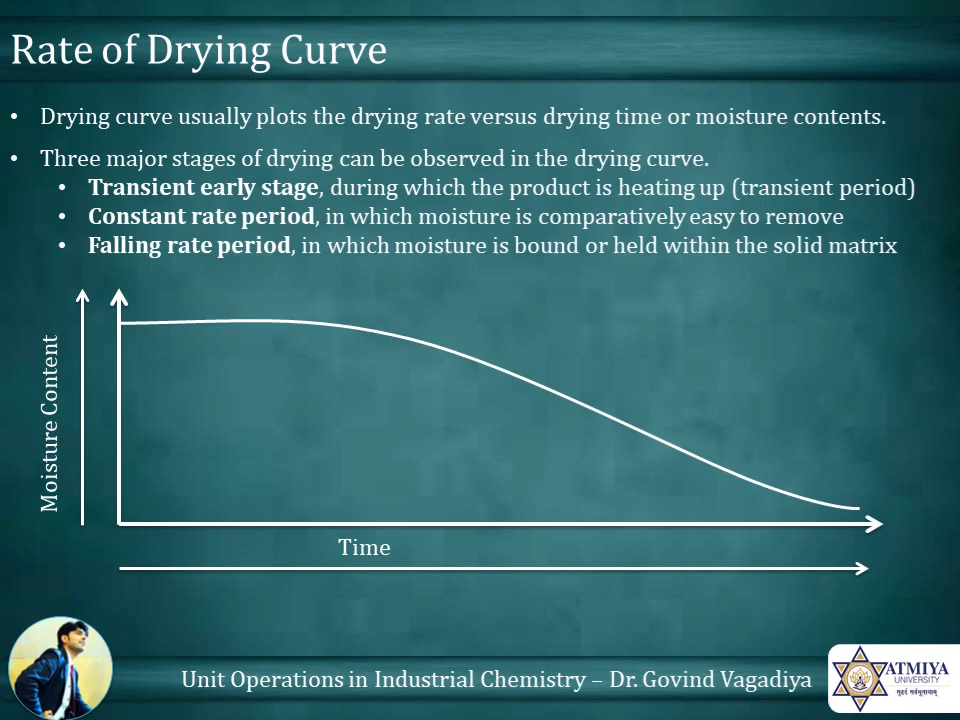 Rate of Drying Curve
• Drying curve usually plots the drying rate versus drying time or moisture contents.
• Three major stages of drying can be observed in the drying curve.
• Transient early stage, during which the product is heating up (transient period)
• Constant rate period, in which moisture is comparatively easy to remove
• Falling rate period, in which moisture is bound or held within the solid matrix
Moisture Content
Time
Unit Operations in Industrial Chemistry – Dr. Govind Vagadiya
ATMIYA
UNIVERSITY
सुहृदं सर्वभूतानाम्